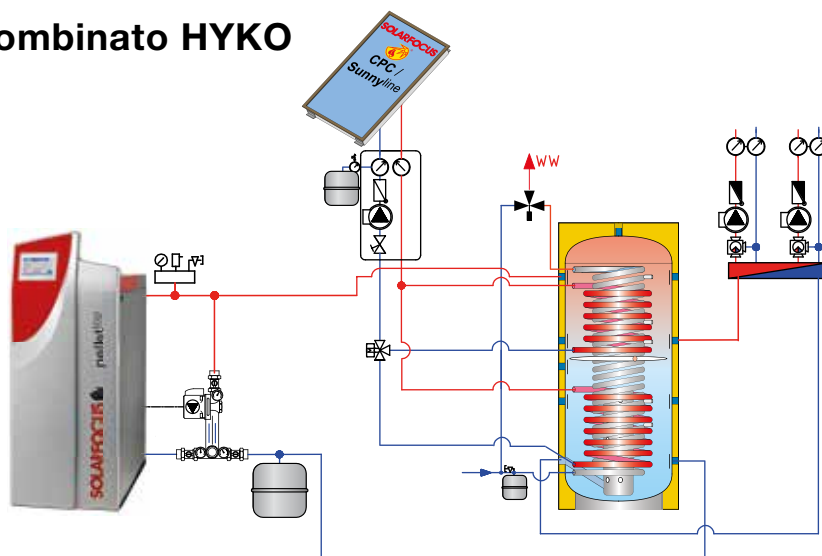 ombinato HYKO
SOLARFOCUS
CPC /
Sunnyline
WW
SOLARFOCUS